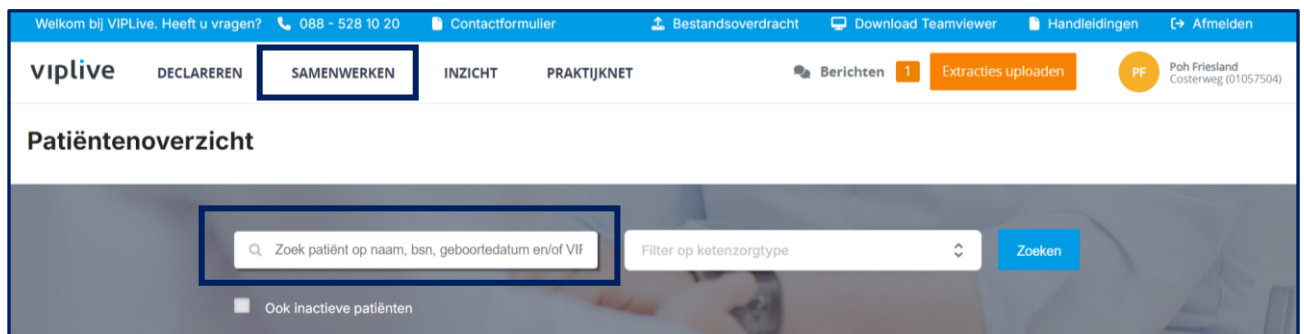 Welkom bij VIPLive. Heeft u vragen? 088 - 528 10 20 Contactformulier Bestandsoverdracht Download Teamviewer Handleidingen Afmelden
viplive DECLAREREN SAMENWERKEN INZICHT PRAKTIJKNET Berichten 1 Extracties uploaden PF Poh Friesland
Costerweg (01057504)
Patiëntenoverzicht
Zoek patiënt op naam, bsn, geboortedatum en/of VIF Filter op ketenzorgtype Zoeken
Ook inactieve patiënten